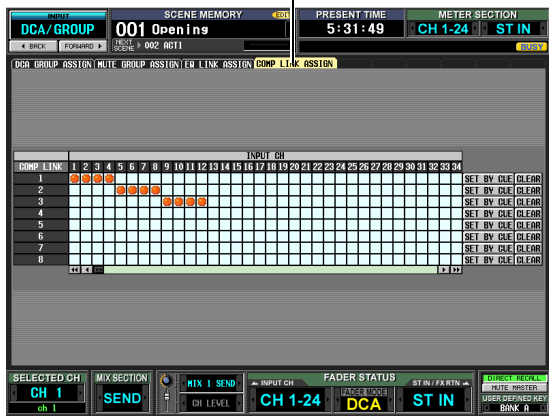 INPUT
DCA/GROUP
BACK FORWARD
SCENE MEMORY EDIT
001 Opening
NEXT SCENE 002 ACT1
PRESENT TIME
5:31:49
METER SECTION
CH 1-24 ST IN
BUSY
DCA GROUP ASSIGN MUTE GROUP ASSIGN EQ LINK ASSIGN COMP LINK ASSIGN
INPUT CH
COMP LINK 1 2 3 4 5 6 7 8 9 10 11 12 13 14 15 16 17 18 19 20 21 22 23 24 25 26 27 28 29 30 31 32 33 34
1 SET BY CUE CLEAR
2 SET BY CUE CLEAR
3 SET BY CUE CLEAR
4 SET BY CUE CLEAR
5 SET BY CUE CLEAR
6 SET BY CUE CLEAR
7 SET BY CUE CLEAR
8 SET BY CUE CLEAR
SELECTED CH
CH 1
ch 1
MIX SECTION
SEND
MIX 1 SEND
CH LEVEL
FADER STATUS
INPUT CH
CH 1-24
FADER MODE
DCA
ST IN / FX RTN
ST IN
DIRECT RECALL
MUTE MASTER
USER DEFINED KEY
BANK A